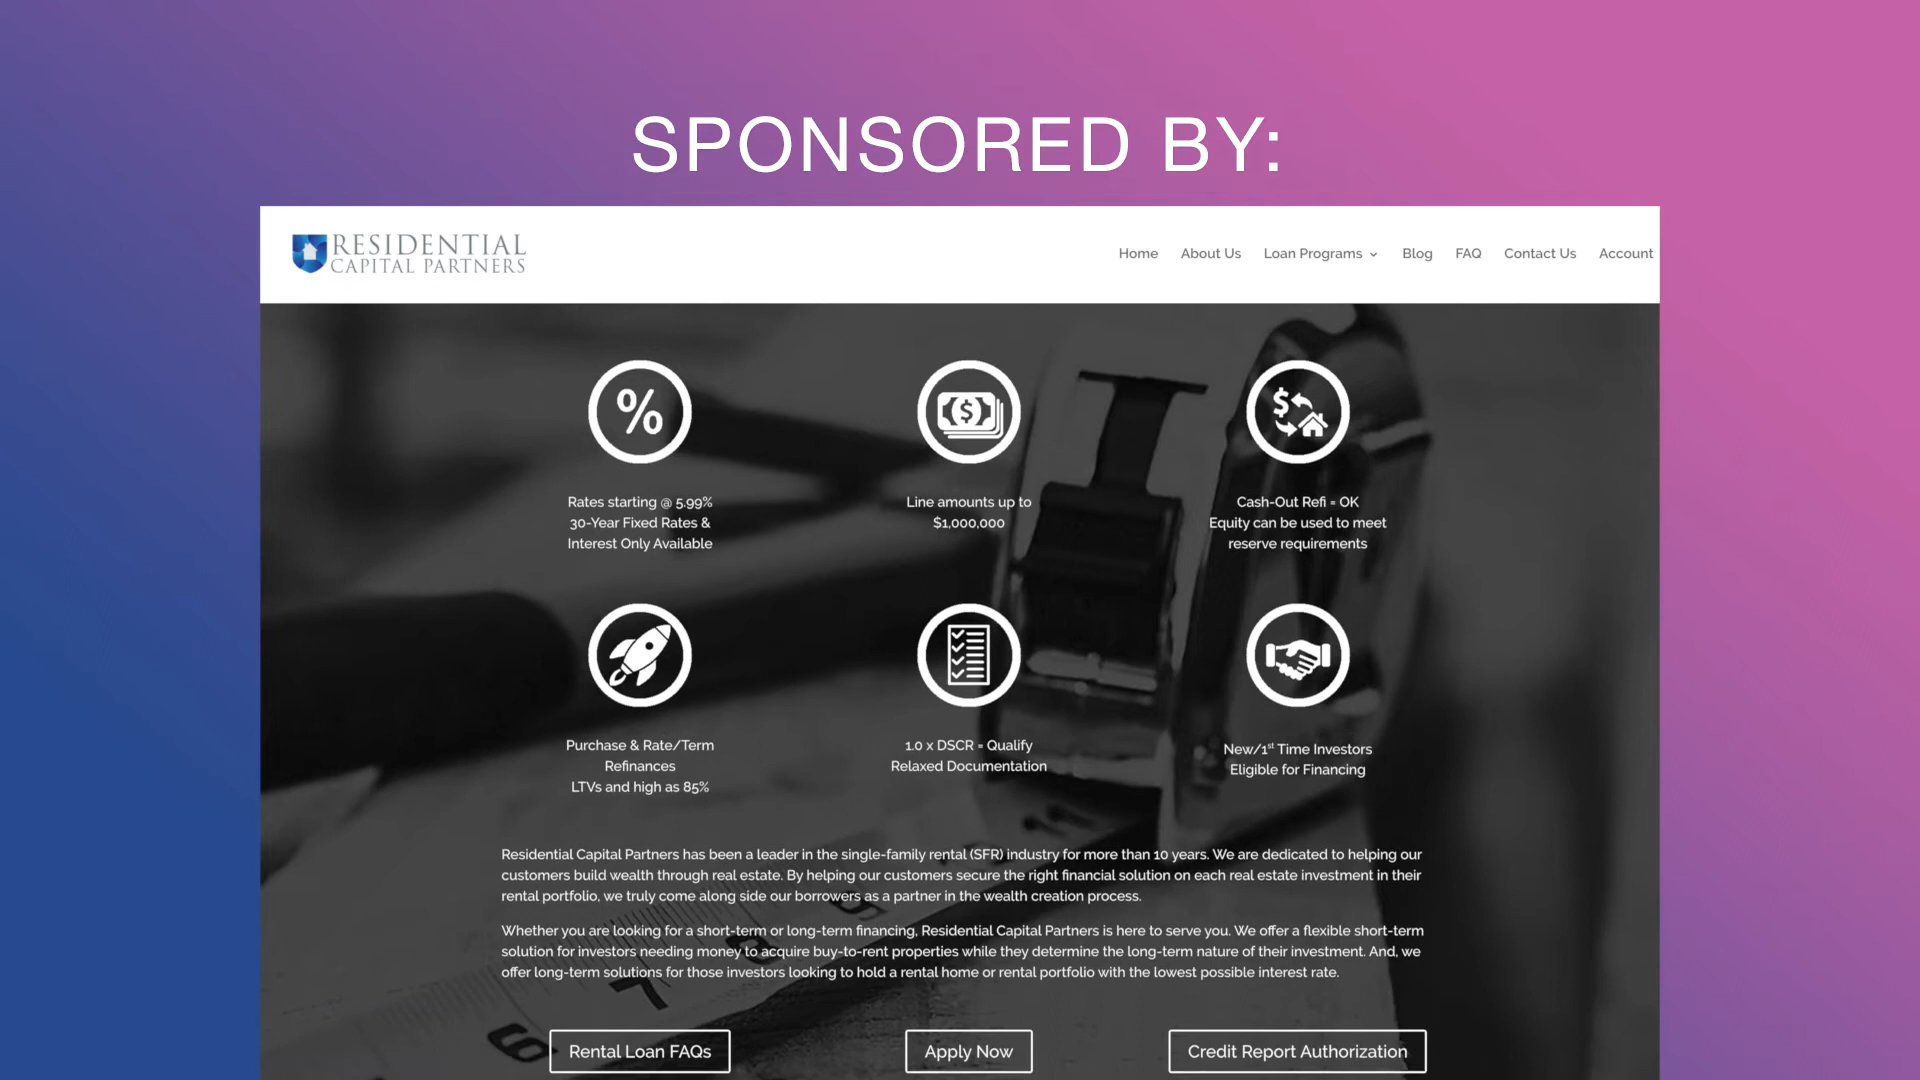 SPONSORED BY:
RESIDENTIAL
CAPITAL PARTNERS
Home About Us Loan Programs Blog FAQ Contact Us Account
%
$
$
Rates starting @ 5.99%
30-Year Fixed Rates &
Interest Only Available
Line amounts up to
$1,000,000
Cash-Out Refi = OK
Equity can be used to meet
reserve requirements
Purchase & Rate/Term
Refinances
LTVs and high as 85%
1.0 x DSCR = Qualify
Relaxed Documentation
New/1st Time Investors
Eligible for Financing
Residential Capital Partners has been a leader in the single-family rental (SFR) industry for more than 10 years. We are dedicated to helping our
customers build wealth through real estate. By helping our customers secure the right financial solution on each real estate investment in their
rental portfolio, we truly come along side our borrowers as a partner in the wealth creation process.
Whether you are looking for a short-term or long-term financing, Residential Capital Partners is here to serve you. We offer a flexible short-term
solution for investors needing money to acquire buy-to-rent properties while they determine the long-term nature of their investment. And, we
offer long-term solutions for those investors looking to hold a rental home or rental portfolio with the lowest possible interest rate.
6 7 8 9
Rental Loan FAQs
Apply Now
Credit Report Authorization